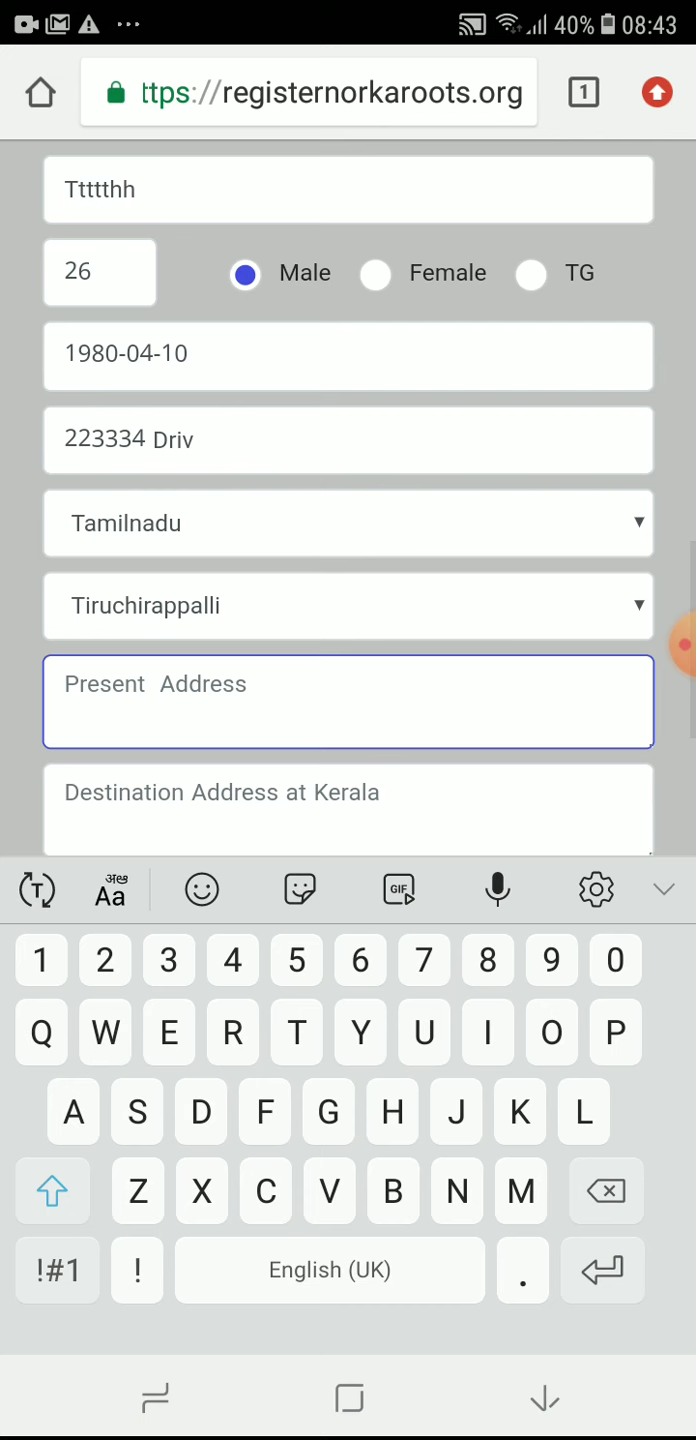 40% 08:43
ttps://registernorkaroots.org 1
Ttttthh
26 Male Female TG
1980-04-10
223334 Driv
Tamilnadu
Tiruchirappalli
Present Address
Destination Address at Kerala
T अആ Aa GIF
1 2 3 4 5 6 7 8 9 0
Q W E R T Y U I O P
A S D F G H J K L
Z X C V B N M
!#1 ! English (UK) .